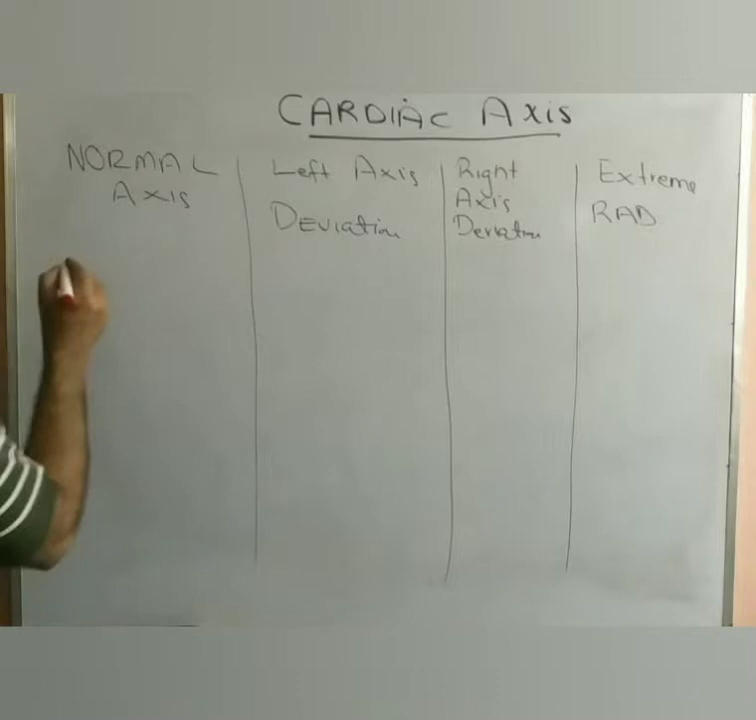 CARDIAC AXIS
NORMAL
AXIS
Left Axis
DEVIATION
Right
Axis
Deviation
Extreme
RAD